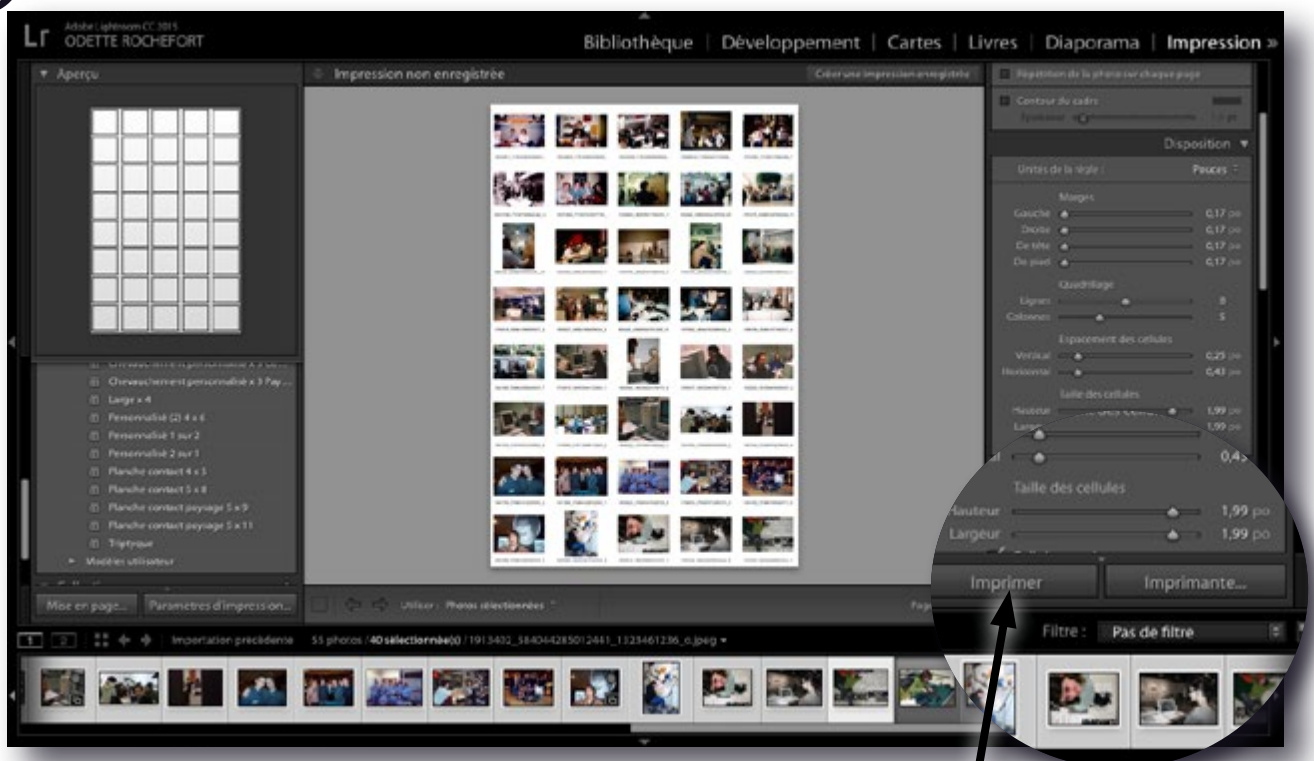 Lr Adobe Lightroom CC 2015
ODETTE ROCHEFORT
Bibliothèque | Développement | Cartes | Livres | Diaporama | Impression
Aperçu
Impression non enregistrée
Créer une impression enregistrée
Répétition de la photo sur chaque page
Contour du cadre
Disposition
Unités de la règle : Pouces
Marges
Gauche 0,17 po
Droite 0,17 po
De tête 0,17 po
De pied 0,17 po
Quadrillage
Lignes 8
Colonnes 5
Espacement des cellules
Vertical 0,25 po
Horizontal 0,43 po
Taille des cellules
Hauteur 1,99 po
1,99 po
Taille des cellules
Hauteur 1,99 po
Largeur 1,99 po
Imprimer
Imprimante...
Chevauchement personnalisé x 3 Pay...
Large x 4
Personnalisé (2) 4 x 6
Personnalisé 1 sur 2
Personnalisé 2 sur 1
Planche contact 4 x 5
Planche contact 5 x 8
Planche contact paysage 5 x 9
Planche contact paysage 5 x 11
Triptyque
Modèles utilisateur
Mise en page...
Paramètres d'impression...
Utiliser : Photos sélectionnées
1 2 Importation précédente 55 photos / 40 sélectionnée(s) / 1913402_584044285012441_1323461236_o.jpeg
Filtre : Pas de filtre